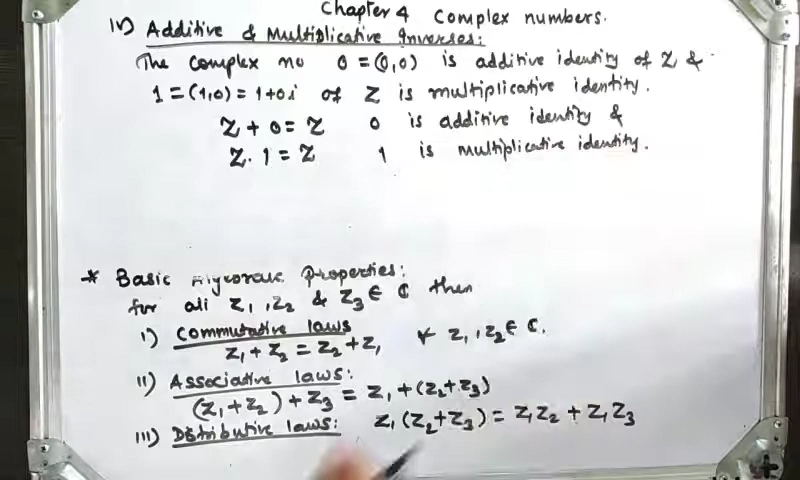 Chapter 4 Complex numbers.
iv) Additive & Multiplicative Inverses:
The complex no 0 = (0,0) is additive identity of Z &
1 = (1,0) = 1+0i of Z is multiplicative identity.
Z + 0 = Z 0 is additive identity &
Z. 1 = Z 1 is multiplicative identity.
* Basic Properties:
for all Z₁, Z₂ & Z₃ ∈ ℂ then
i) Commutative laws
Z₁ + Z₂ = Z₂ + Z₁ ∀ Z₁, Z₂ ∈ ℂ.
ii) Associative laws:
(Z₁+Z₂) + Z₃ = Z₁ + (Z₂+Z₃)
iii) Distributive laws: Z₁(Z₂+Z₃) = Z₁Z₂ + Z₁Z₃